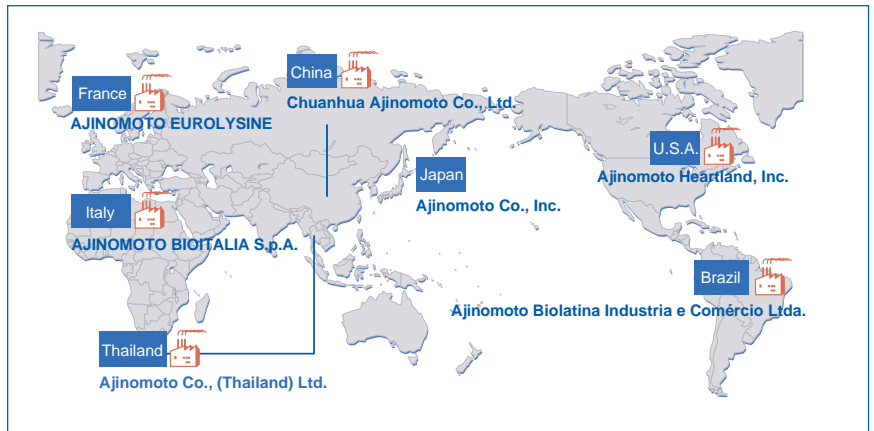 China
Chuanhua Ajinomoto Co., Ltd.
France
AJINOMOTO EUROLYSINE
U.S.A.
Ajinomoto Heartland, Inc.
Japan
Ajinomoto Co., Inc.
Italy
AJINOMOTO BIOITALIA S.p.A.
Brazil
Ajinomoto Biolatina Industria e Comércio Ltda.
Thailand
Ajinomoto Co., (Thailand) Ltd.